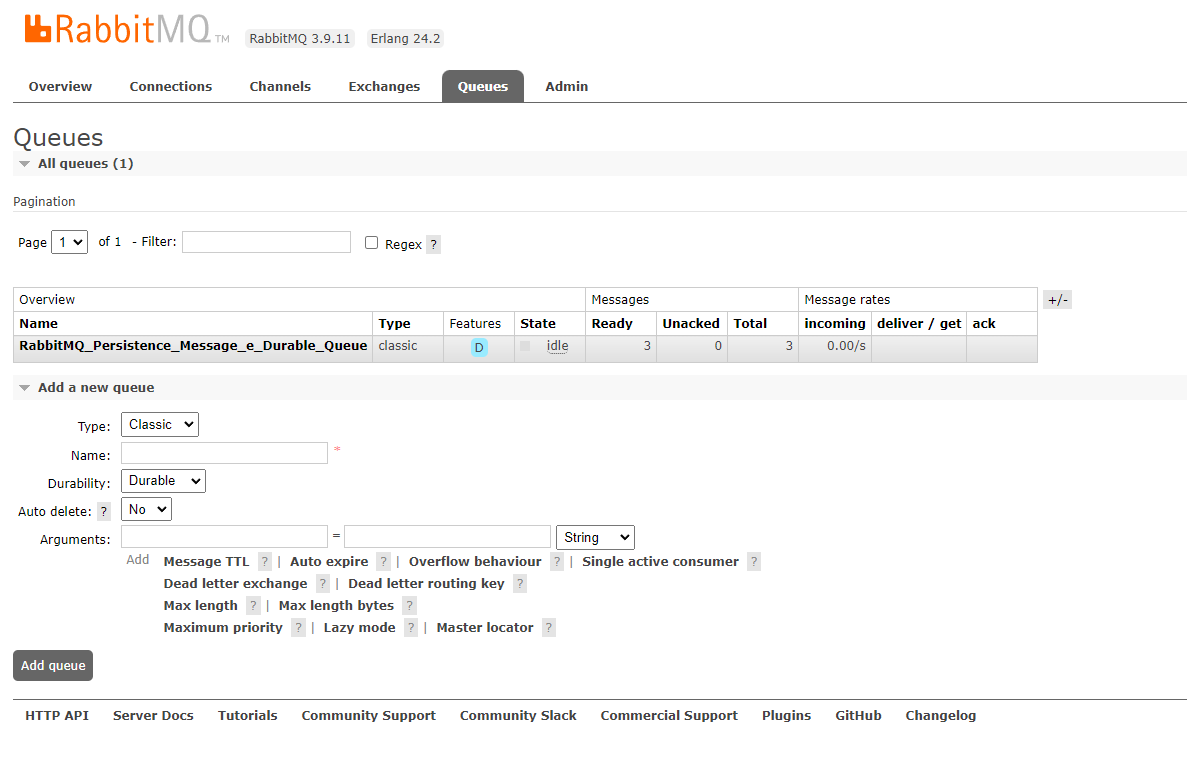 RabbitMQ TM RabbitMQ 3.9.11 Erlang 24.2
Overview Connections Channels Exchanges Queues Admin
Queues
All queues (1)
Pagination
Page 1 of 1 - Filter: Regex ?
Overview Messages Message rates +/-
Name Type Features State Ready Unacked Total incoming deliver / get ack
RabbitMQ_Persistence_Message_e_Durable_Queue classic D idle 3 0 3 0.00/s
Add a new queue
Type: Classic
Name: *
Durability: Durable
Auto delete: ? No
Arguments: = String
Add Message TTL ? | Auto expire ? | Overflow behaviour ? | Single active consumer ?
Dead letter exchange ? | Dead letter routing key ?
Max length ? | Max length bytes ?
Maximum priority ? | Lazy mode ? | Master locator ?
Add queue
HTTP API Server Docs Tutorials Community Support Community Slack Commercial Support Plugins GitHub Changelog